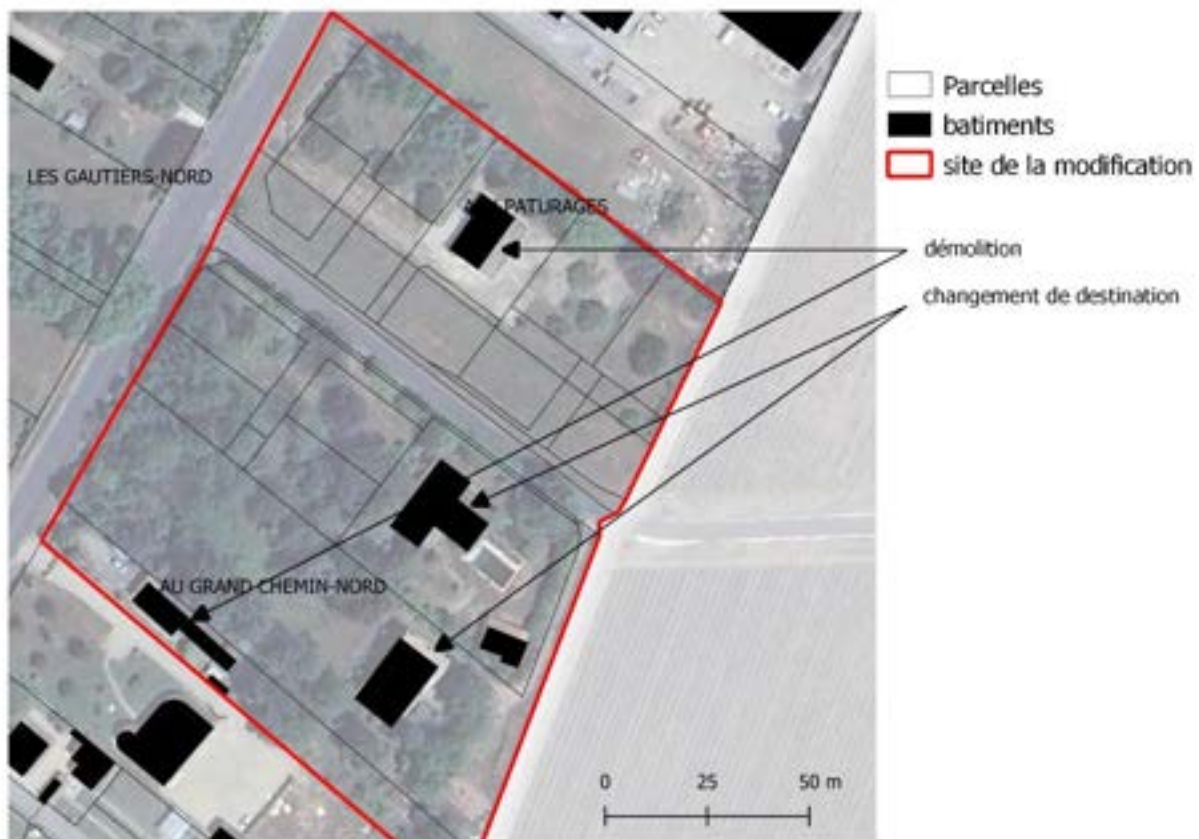 Parcelles
batiments
site de la modification
LES GAUTIERS-NORD
PATURAGES
démolition
changement de destination
AU GRAND CHEMIN-NORD
0 25 50 m